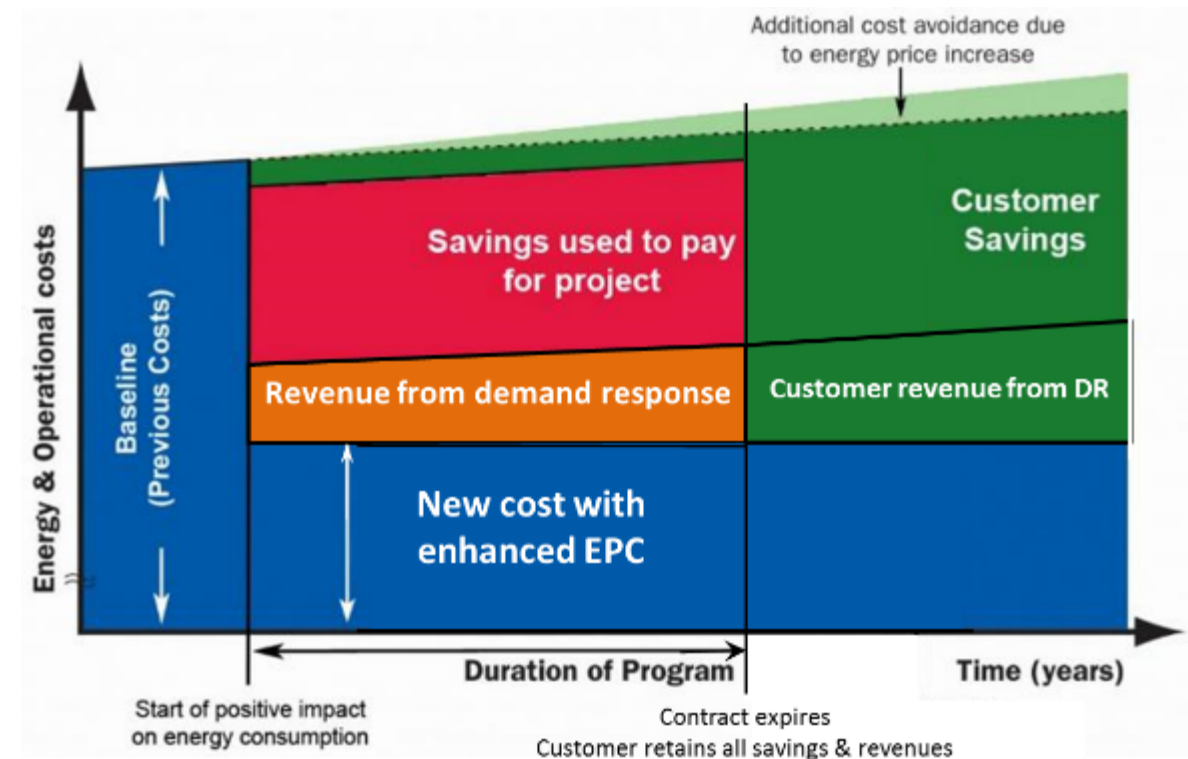 Additional cost avoidance due
to energy price increase
Energy & Operational costs
Baseline
(Previous Costs)
Savings used to pay
for project
Customer
Savings
Revenue from demand response
Customer revenue from DR
New cost with
enhanced EPC
Duration of Program
Time (years)
Start of positive impact
on energy consumption
Contract expires
Customer retains all savings & revenues